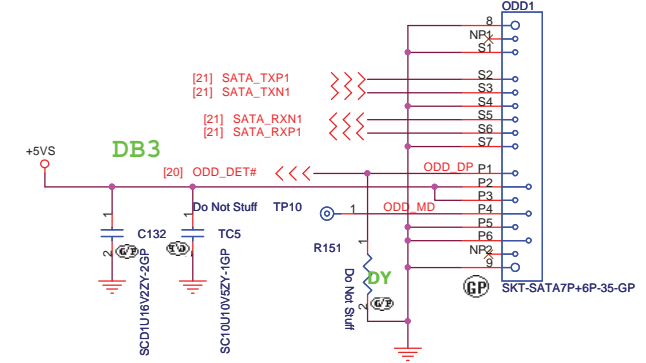 ODD1
8
NP1
S1
[21] SATA_TXP1
S2
[21] SATA_TXN1
S3
S4
[21] SATA_RXN1
S5
[21] SATA_RXP1
S6
S7
DB3
+5VS
[20] ODD_DET#
ODD_DP
P1
P2
P3
Do Not Stuff
TP10
1
ODD_MD
P4
P5
P6
NP2
9
1
C132
2
G/P
SCD1U16V2ZY-2GP
1
TC5
2
SC10U10V5ZY-1GP
R151
1
DY
2
G/P
Do Not Stuff
GP
SKT-SATA7P+6P-35-GP